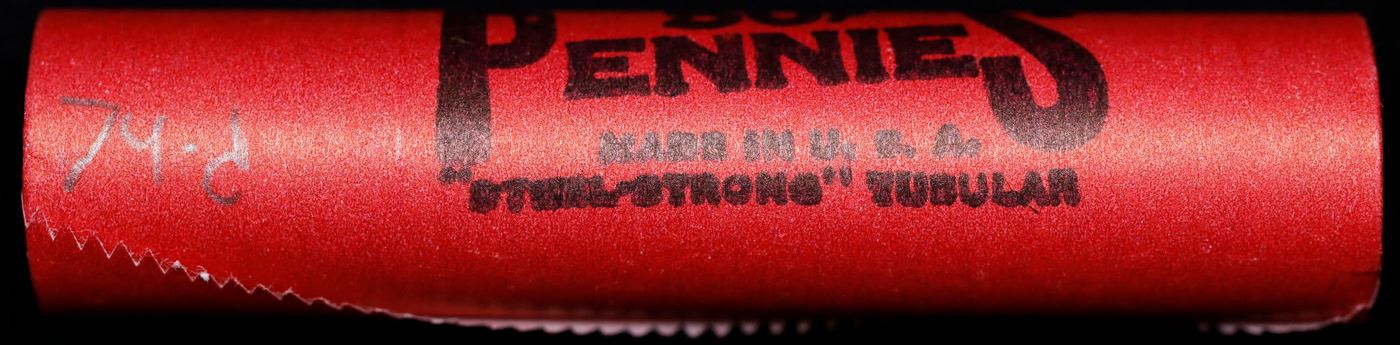 PENNIES
MADE IN U. S. A.
"STEEL-STRONG" TUBULAR
74-d